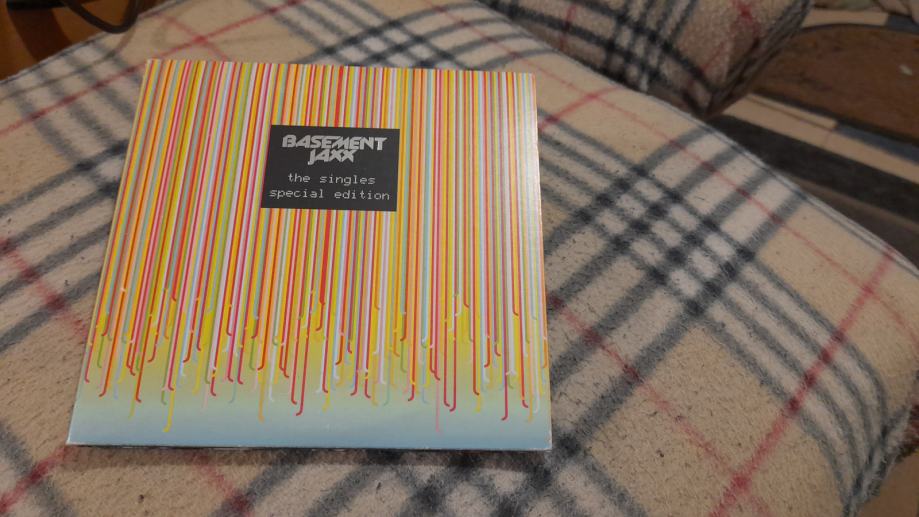 BASEMENT
JAXX
the singles
special edition